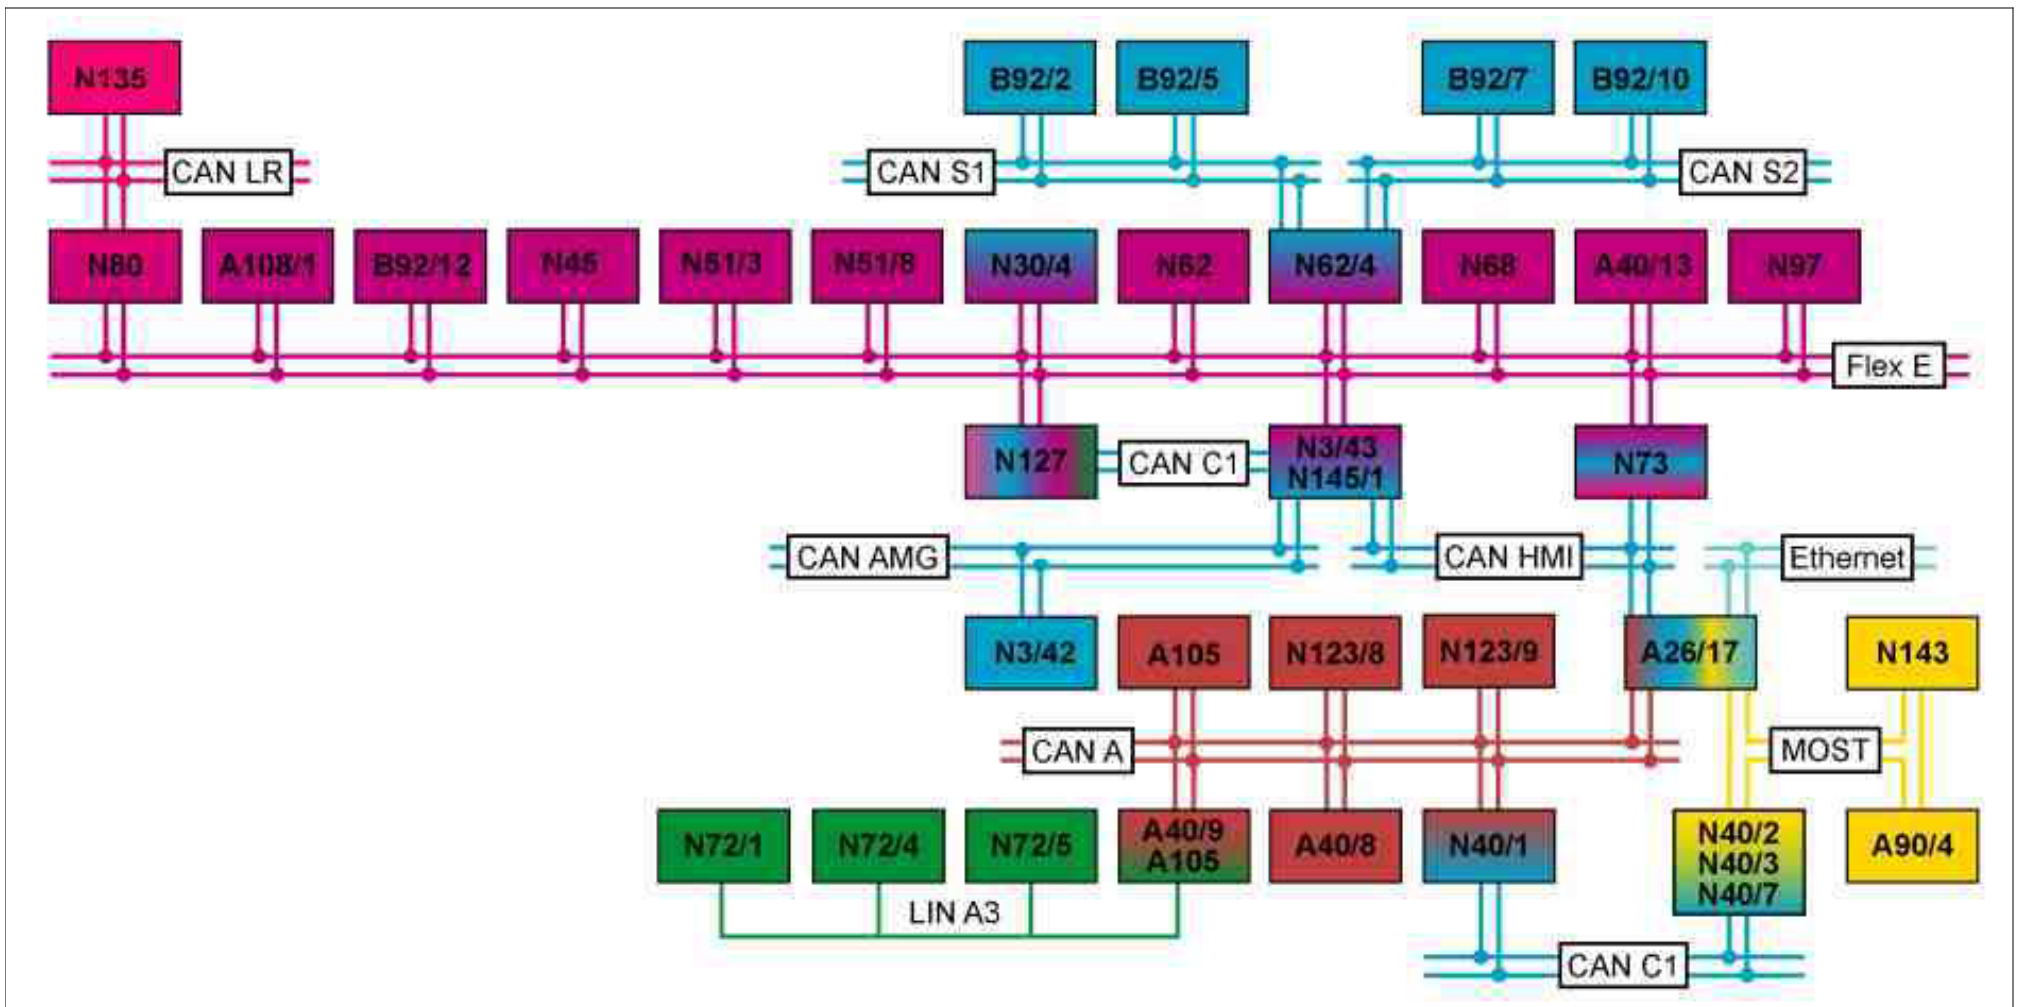 N135
B92/2
B92/5
B92/7
B92/10
CAN LR
CAN S1
CAN S2
N80
A108/1
B92/12
N45
N51/3
N51/8
N30/4
N62
N62/4
N68
A40/13
N97
Flex E
N127
CAN C1
N3/43
N145/1
N73
CAN AMG
CAN HMI
Ethernet
N3/42
A105
N123/8
N123/9
A26/17
N143
CAN A
MOST
N72/1
N72/4
N72/5
A40/9
A105
A40/8
N40/1
N40/2
N40/3
N40/7
A90/4
LIN A3
CAN C1